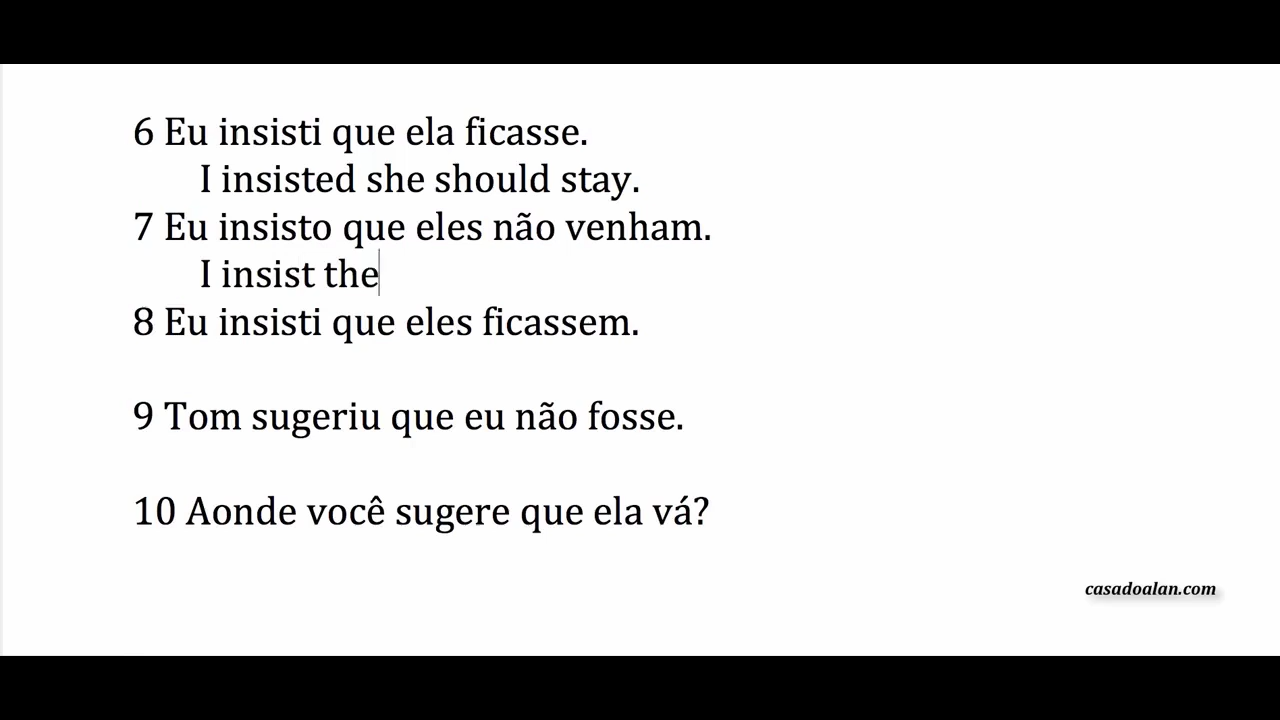 6 Eu insisti que ela ficasse.
I insisted she should stay.
7 Eu insisto que eles não venham.
I insist the
8 Eu insisti que eles ficassem.
9 Tom sugeriu que eu não fosse.
10 Aonde você sugere que ela vá?
casadoalan.com